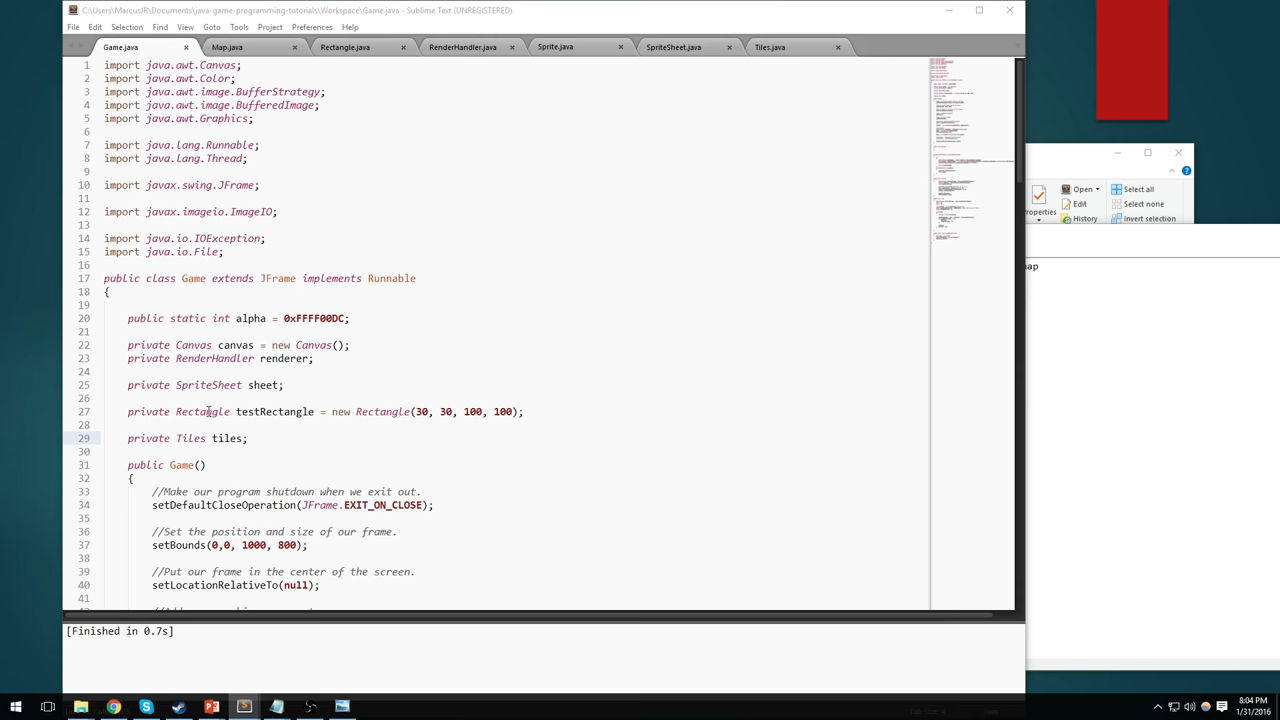 C:\Users\MarcusJR\Documents\java-game-programming-tutorials\Workspace\Game.java - Sublime Text (UNREGISTERED)
File Edit Selection Find View Goto Tools Project Preferences Help
Game.java Map.java Rectangle.java RenderHandler.java Sprite.java SpriteSheet.java Tiles.java
1 import java.awt.Canvas;
2 import java.awt.Color;
3 import java.awt.image.BufferStrategy;
4 import java.awt.image.BufferedImage;
5 import java.awt.Graphics;
6
7 import java.lang.Runnable;
8 import java.lang.Thread;
9
10 import javax.swing.JFrame;
11
12 import javax.imageio.ImageIO;
13
14 import java.io.IOException;
15 import java.io.File;
16
17 public class Game extends JFrame implements Runnable
18 {
19
20 public static int alpha = 0xFFFF00DC;
21
22 private Canvas canvas = new Canvas();
23 private RenderHandler renderer;
24
25 private SpriteSheet sheet;
26
27 private Rectangle testRectangle = new Rectangle(30, 30, 100, 100);
28
29 private Tiles tiles;
30
31 public Game()
32 {
33 //Make our program shutdown when we exit out.
34 setDefaultCloseOperation(JFrame.EXIT_ON_CLOSE);
35
36 //Set the position and size of our frame.
37 setBounds(0,0, 1000, 800);
38
39 //Put our frame in the center of the screen.
40 setLocationRelativeTo(null);
41
[Finished in 0.7s]
Open Select all
Edit Select none
roperties History Invert selection
8:04 PM
1/31/2016